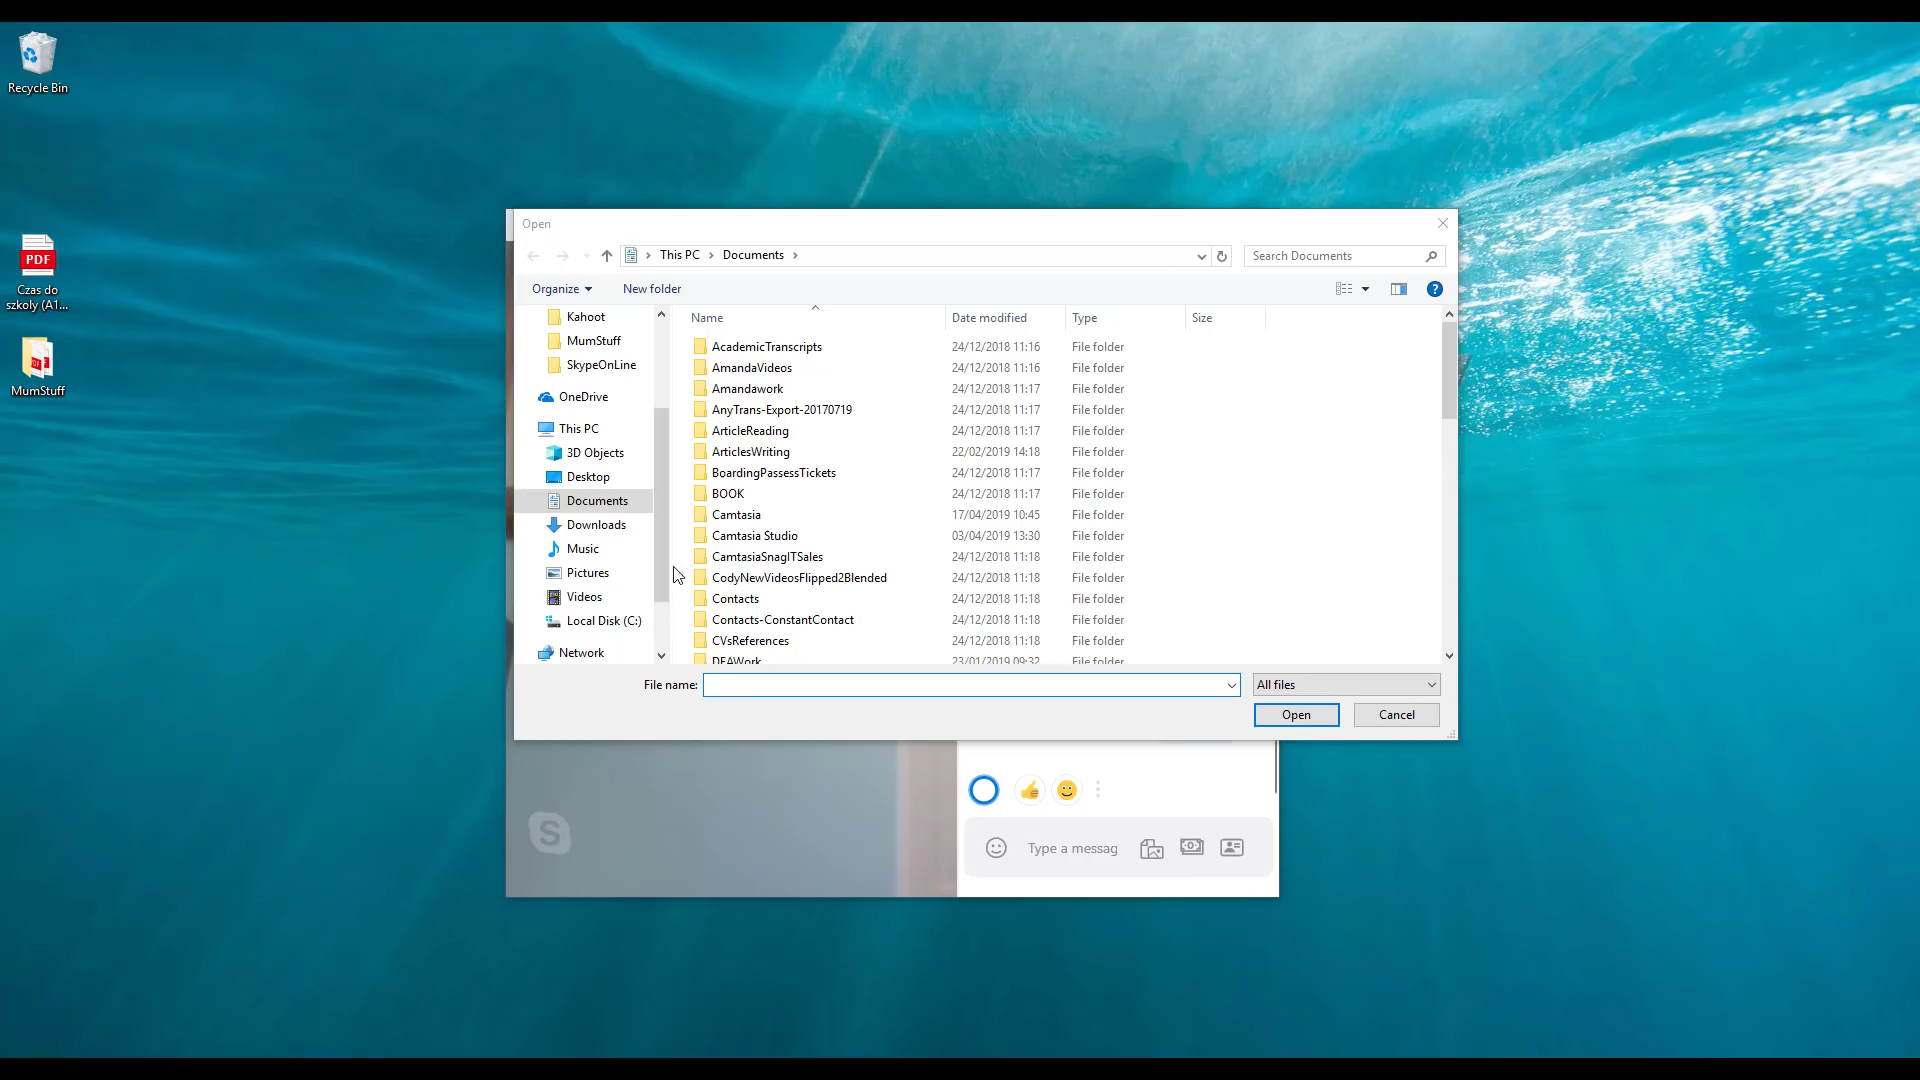 Recycle Bin
PDF
Czas do
szkoly (A1...
MumStuff
Open
This PC
Documents
Search Documents
Organize
New folder
?
Kahoot
MumStuff
SkypeOnLine
OneDrive
This PC
3D Objects
Desktop
Documents
Downloads
Music
Pictures
Videos
Local Disk (C:)
Network
Name Date modified Type Size
AcademicTranscripts 24/12/2018 11:16 File folder
AmandaVideos 24/12/2018 11:16 File folder
Amandawork 24/12/2018 11:17 File folder
AnyTrans-Export-20170719 24/12/2018 11:17 File folder
ArticleReading 24/12/2018 11:17 File folder
ArticlesWriting 22/02/2019 14:18 File folder
BoardingPassessTickets 24/12/2018 11:17 File folder
BOOK 24/12/2018 11:17 File folder
Camtasia 17/04/2019 10:45 File folder
Camtasia Studio 03/04/2019 13:30 File folder
CamtasiaSnagITSales 24/12/2018 11:18 File folder
CodyNewVideosFlipped2Blended 24/12/2018 11:18 File folder
Contacts 24/12/2018 11:18 File folder
Contacts-ConstantContact 24/12/2018 11:18 File folder
CVsReferences 24/12/2018 11:18 File folder
DEAWork 23/01/2019 09:32 File folder
File name:
All files
Open
Cancel
S
Type a messag